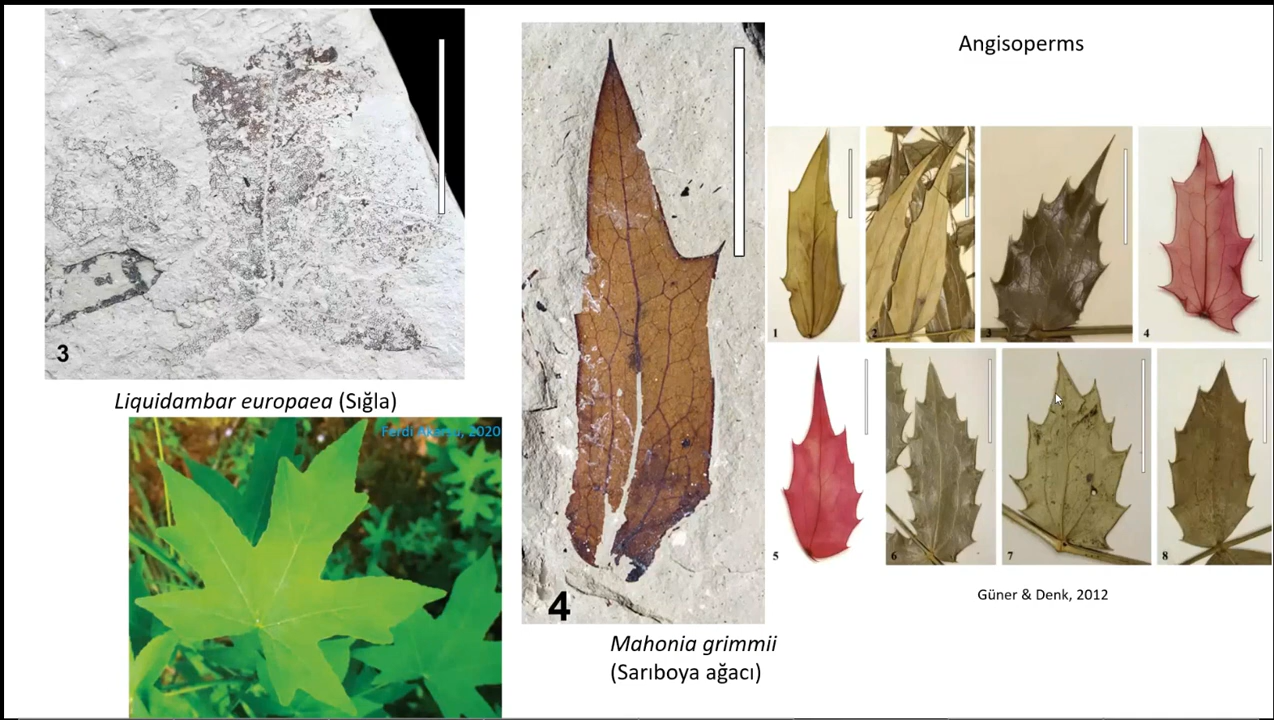 Angisoperms
3
Liquidambar europaea (Sığla)
Ferdi Akarsu, 2020
4
Mahonia grimmii
(Sarıboya ağacı)
1
2
3
4
5
6
7
8
Güner & Denk, 2012